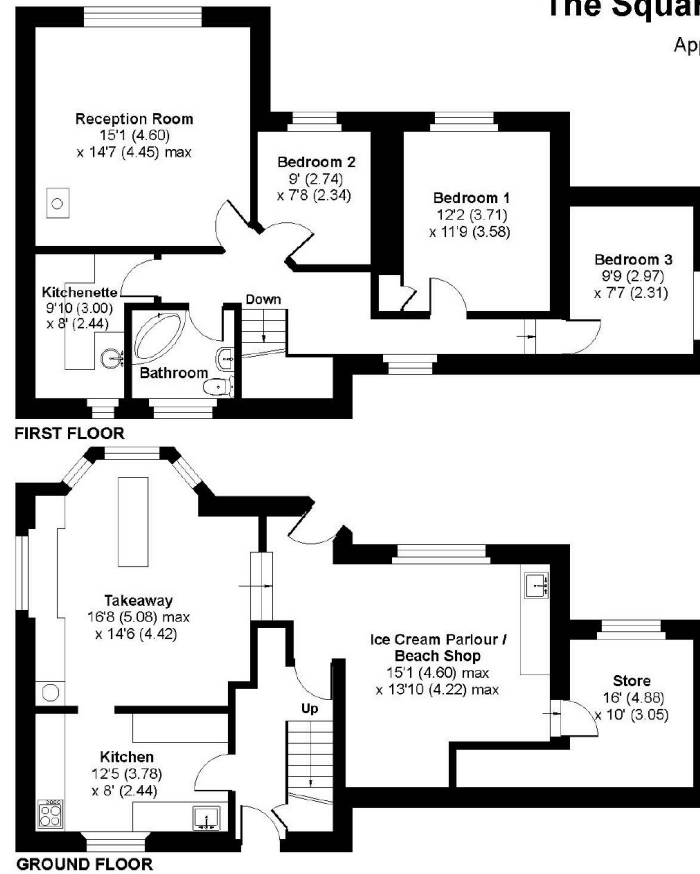 The Squar
App
Reception Room
15'1 (4.60)
x 14'7 (4.45) max
Bedroom 2
9' (2.74)
x 7'8 (2.34)
Bedroom 1
12'2 (3.71)
x 11'9 (3.58)
Bedroom 3
9'9 (2.97)
x 7'7 (2.31)
Kitchenette
9'10 (3.00)
x 8' (2.44)
Down
Bathroom
FIRST FLOOR
Takeaway
16'8 (5.08) max
x 14'6 (4.42)
Ice Cream Parlour /
Beach Shop
15'1 (4.60) max
x 13'10 (4.22) max
Store
16' (4.88)
x 10' (3.05)
Up
Kitchen
12'5 (3.78)
x 8' (2.44)
GROUND FLOOR